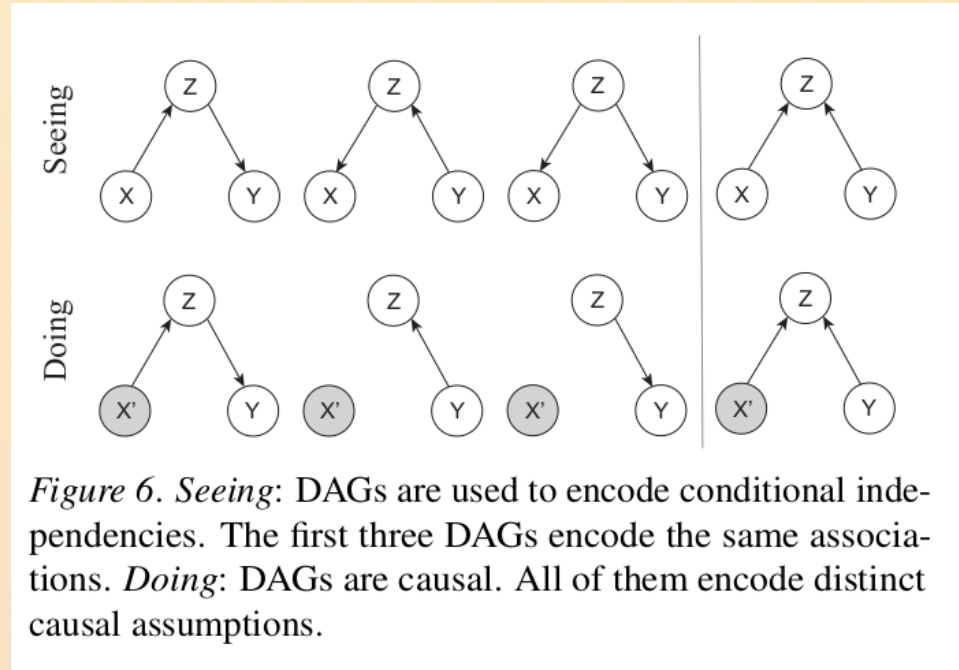 Seeing
Z Z Z Z
X Y X Y X Y X Y
Doing
Z Z Z Z
X' Y X' Y X' Y X' Y
Figure 6. Seeing: DAGs are used to encode conditional inde-
pendencies. The first three DAGs encode the same associa-
tions. Doing: DAGs are causal. All of them encode distinct
causal assumptions.